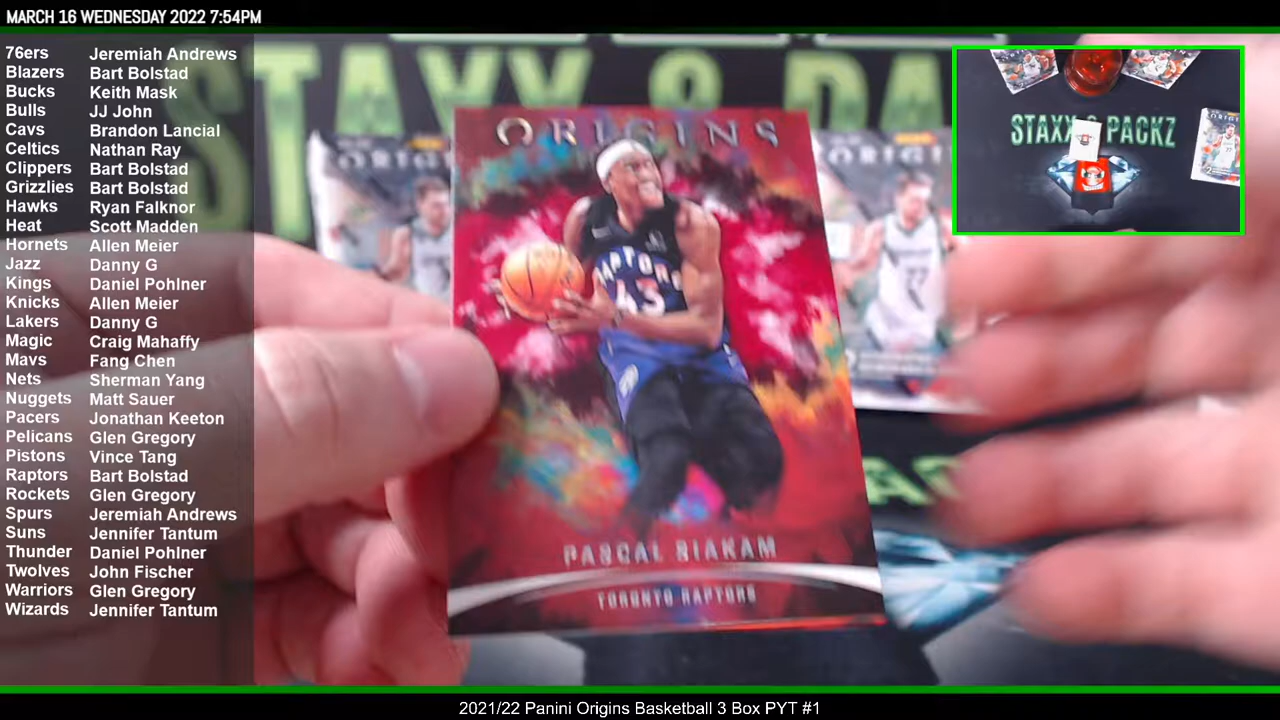 MARCH 16 WEDNESDAY 2022 7:54PM
76ers Jeremiah Andrews
Blazers Bart Bolstad
Bucks Keith Mask
Bulls JJ John
Cavs Brandon Lancial
Celtics Nathan Ray
Clippers Bart Bolstad
Grizzlies Bart Bolstad
Hawks Ryan Falknor
Heat Scott Madden
Hornets Allen Meier
Jazz Danny G
Kings Daniel Pohlner
Knicks Allen Meier
Lakers Danny G
Magic Craig Mahaffy
Mavs Fang Chen
Nets Sherman Yang
Nuggets Matt Sauer
Pacers Jonathan Keeton
Pelicans Glen Gregory
Pistons Vince Tang
Raptors Bart Bolstad
Rockets Glen Gregory
Spurs Jeremiah Andrews
Suns Jennifer Tantum
Thunder Daniel Pohlner
Twolves John Fischer
Warriors Glen Gregory
Wizards Jennifer Tantum
STAXX & PA
ORIGINS
RAPTORS
43
PASCAL SIAKAM
TORONTO RAPTORS
ORIGI
ORIGI
77
STAXX & PACKZ
2021/22 Panini Origins Basketball 3 Box PYT #1